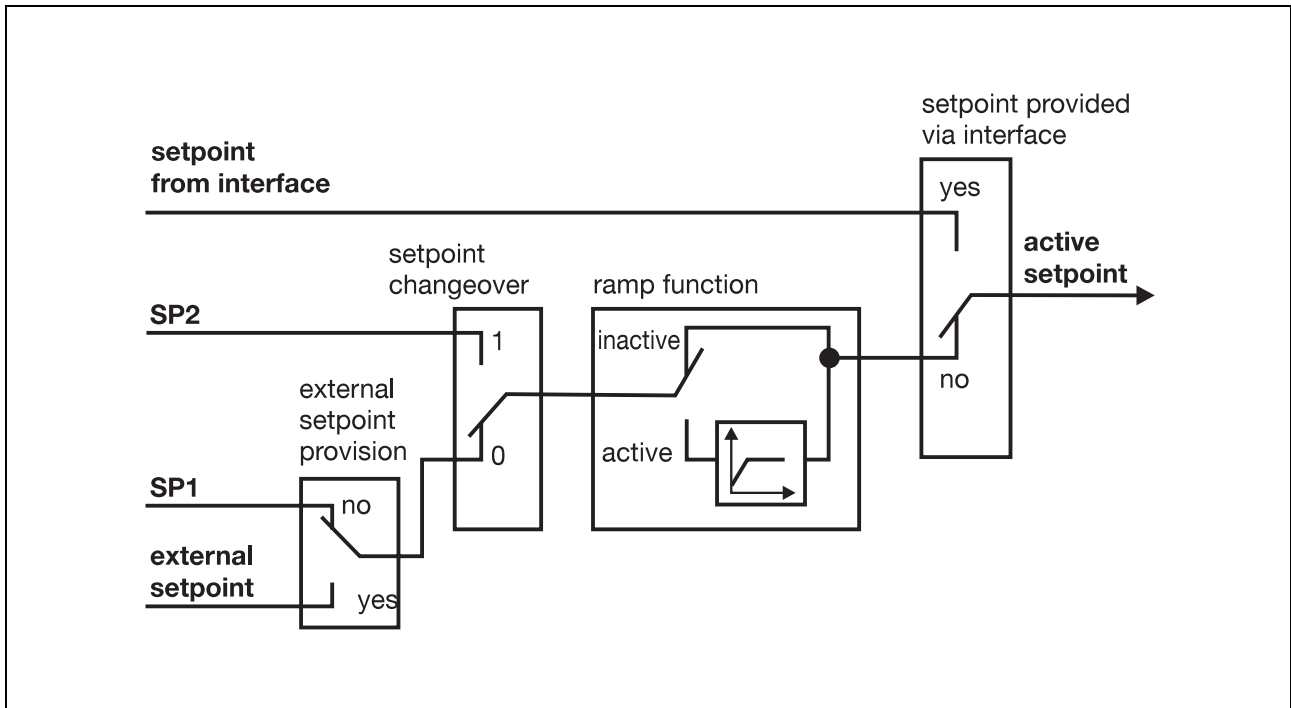 setpoint provided
via interface
setpoint
from interface
yes
active
setpoint
setpoint
changeover
ramp function
SP2
1
inactive
external
setpoint
provision
no
0
active
SP1
no
external
setpoint
yes